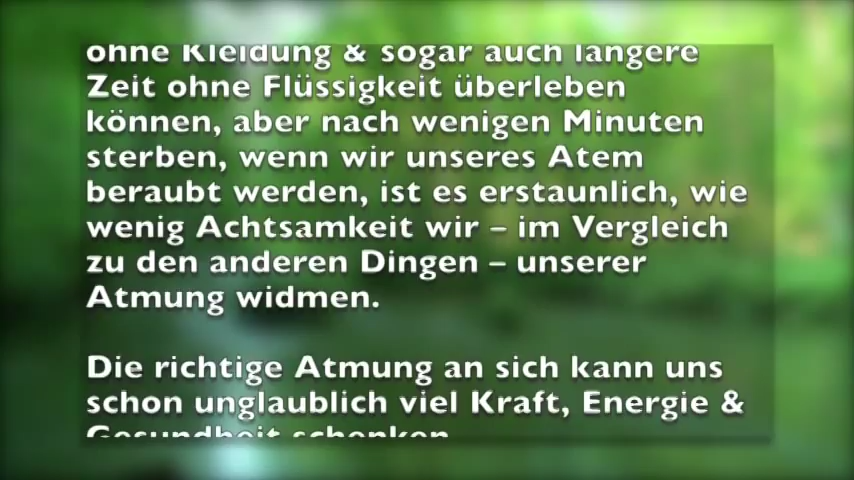 ohne Kleidung & sogar auch längere
Zeit ohne Flüssigkeit überleben
können, aber nach wenigen Minuten
sterben, wenn wir unseres Atem
beraubt werden, ist es erstaunlich, wie
wenig Achtsamkeit wir – im Vergleich
zu den anderen Dingen – unserer
Atmung widmen.
Die richtige Atmung an sich kann uns
schon unglaublich viel Kraft, Energie &
Gesundheit schenken